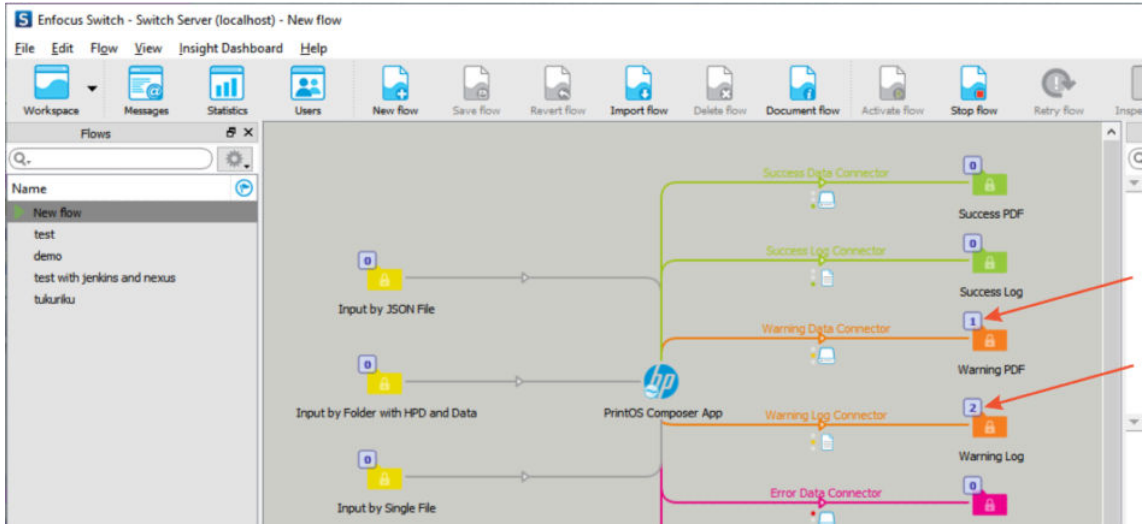 S Enfocus Switch - Switch Server (localhost) - New flow
File Edit Flow View Insight Dashboard Help
Workspace Messages Statistics Users New flow Save flow Revert flow Import flow Delete flow Document flow Activate flow Stop flow Retry flow Inspe
Flows
Name
New flow
test
demo
test with jenkins and nexus
tukuriku
Success Data Connector
0
Success PDF
Success Log Connector
0
Success Log
0
Input by JSON File
Warning Data Connector
1
Warning PDF
0
Input by Folder with HPD and Data
hp
PrintOS Composer App
Warning Log Connector
2
Warning Log
0
Input by Single File
Error Data Connector
0